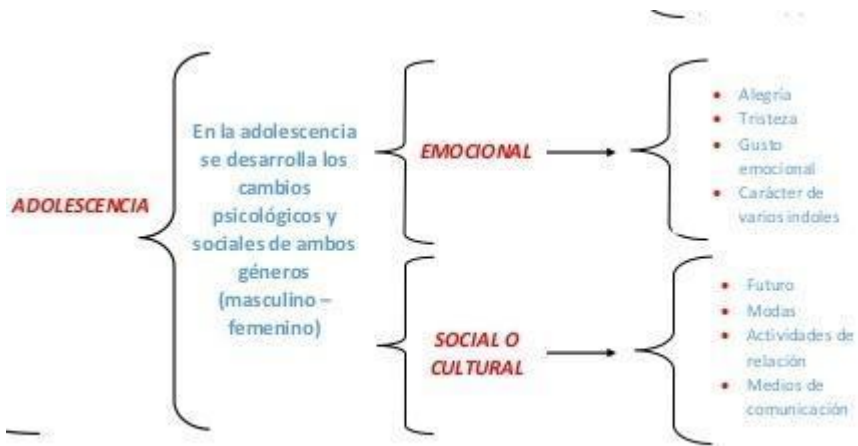 ADOLESCENCIA
En la adolescencia
se desarrolla los
cambios
psicológicos y
sociales de ambos
géneros
(masculino –
femenino)
EMOCIONAL
Alegría
Tristeza
Gusto
emocional
Carácter de
varios indoles
SOCIAL O
CULTURAL
Futuro
Modas
Actividades de
relación
Medios de
comunicación